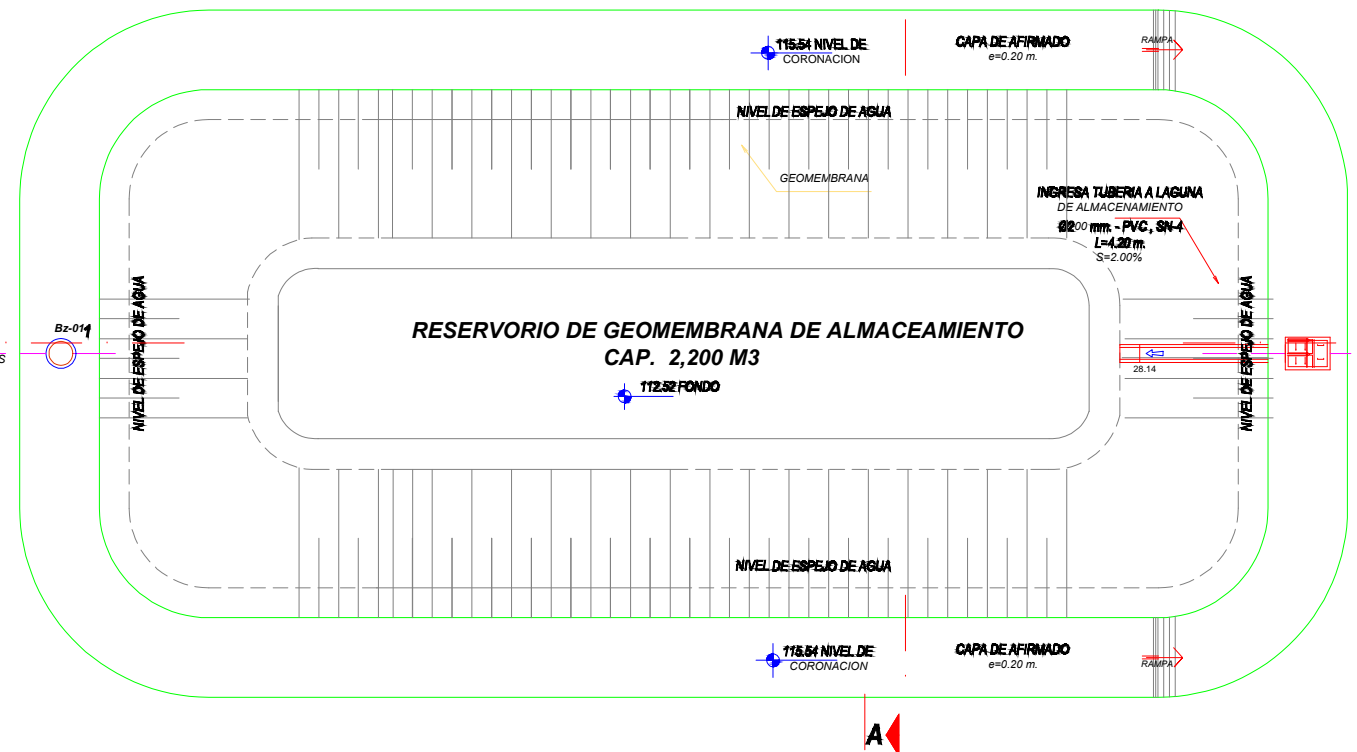 115.54 NIVEL DE
CORONACION
CAPA DE AFIRMADO
e=0.20 m.
RAMPA
NIVEL DE ESPEJO DE AGUA
GEOMEMBRANA
INGRESA TUBERIA A LAGUNA
DE ALMACENAMIENTO
mm. - PVC , SN-4
L=4.20 m.
S=2.00%
NIVEL DE ESPEJO DE AGUA
NIVEL DE ESPEJO DE AGUA
Bz-01
S
RESERVORIO DE GEOMEMBRANA DE ALMACEAMIENTO
CAP. 2,200 M3
28.14
112.52 FONDO
NIVEL DE ESPEJO DE AGUA
115.54 NIVEL DE
CORONACION
CAPA DE AFIRMADO
e=0.20 m.
RAMPA
A